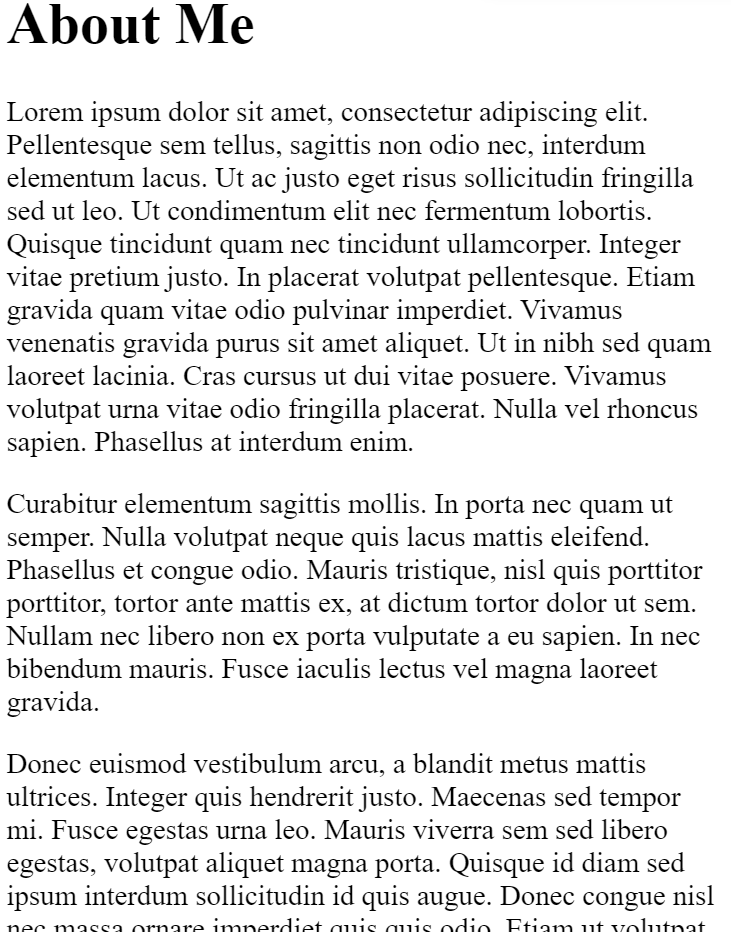 About Me
Lorem ipsum dolor sit amet, consectetur adipiscing elit.
Pellentesque sem tellus, sagittis non odio nec, interdum
elementum lacus. Ut ac justo eget risus sollicitudin fringilla
sed ut leo. Ut condimentum elit nec fermentum lobortis.
Quisque tincidunt quam nec tincidunt ullamcorper. Integer
vitae pretium justo. In placerat volutpat pellentesque. Etiam
gravida quam vitae odio pulvinar imperdiet. Vivamus
venenatis gravida purus sit amet aliquet. Ut in nibh sed quam
laoreet lacinia. Cras cursus ut dui vitae posuere. Vivamus
volutpat urna vitae odio fringilla placerat. Nulla vel rhoncus
sapien. Phasellus at interdum enim.
Curabitur elementum sagittis mollis. In porta nec quam ut
semper. Nulla volutpat neque quis lacus mattis eleifend.
Phasellus et congue odio. Mauris tristique, nisl quis porttitor
porttitor, tortor ante mattis ex, at dictum tortor dolor ut sem.
Nullam nec libero non ex porta vulputate a eu sapien. In nec
bibendum mauris. Fusce iaculis lectus vel magna laoreet
gravida.
Donec euismod vestibulum arcu, a blandit metus mattis
ultrices. Integer quis hendrerit justo. Maecenas sed tempor
mi. Fusce egestas urna leo. Mauris viverra sem sed libero
egestas, volutpat aliquet magna porta. Quisque id diam sed
ipsum interdum sollicitudin id quis augue. Donec congue nisl
nec massa ornare imperdiet quis quis odio. Etiam ut volutpat